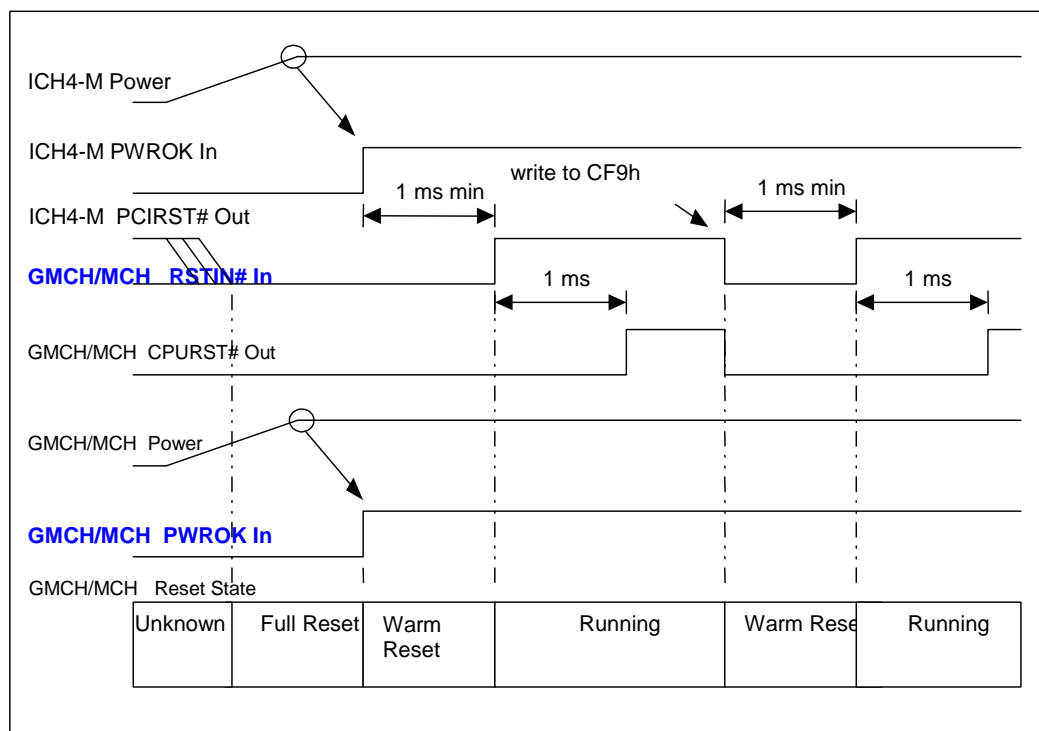 ICH4-M Power
ICH4-M PWROK In
write to CF9h
1 ms min
1 ms min
ICH4-M PCIRST# Out
GMCH/MCH RSTIN# In
1 ms
1 ms
GMCH/MCH CPURST# Out
GMCH/MCH Power
GMCH/MCH PWROK In
GMCH/MCH Reset State
Unknown
Full Reset
Warm
Reset
Running
Warm Rese
Running